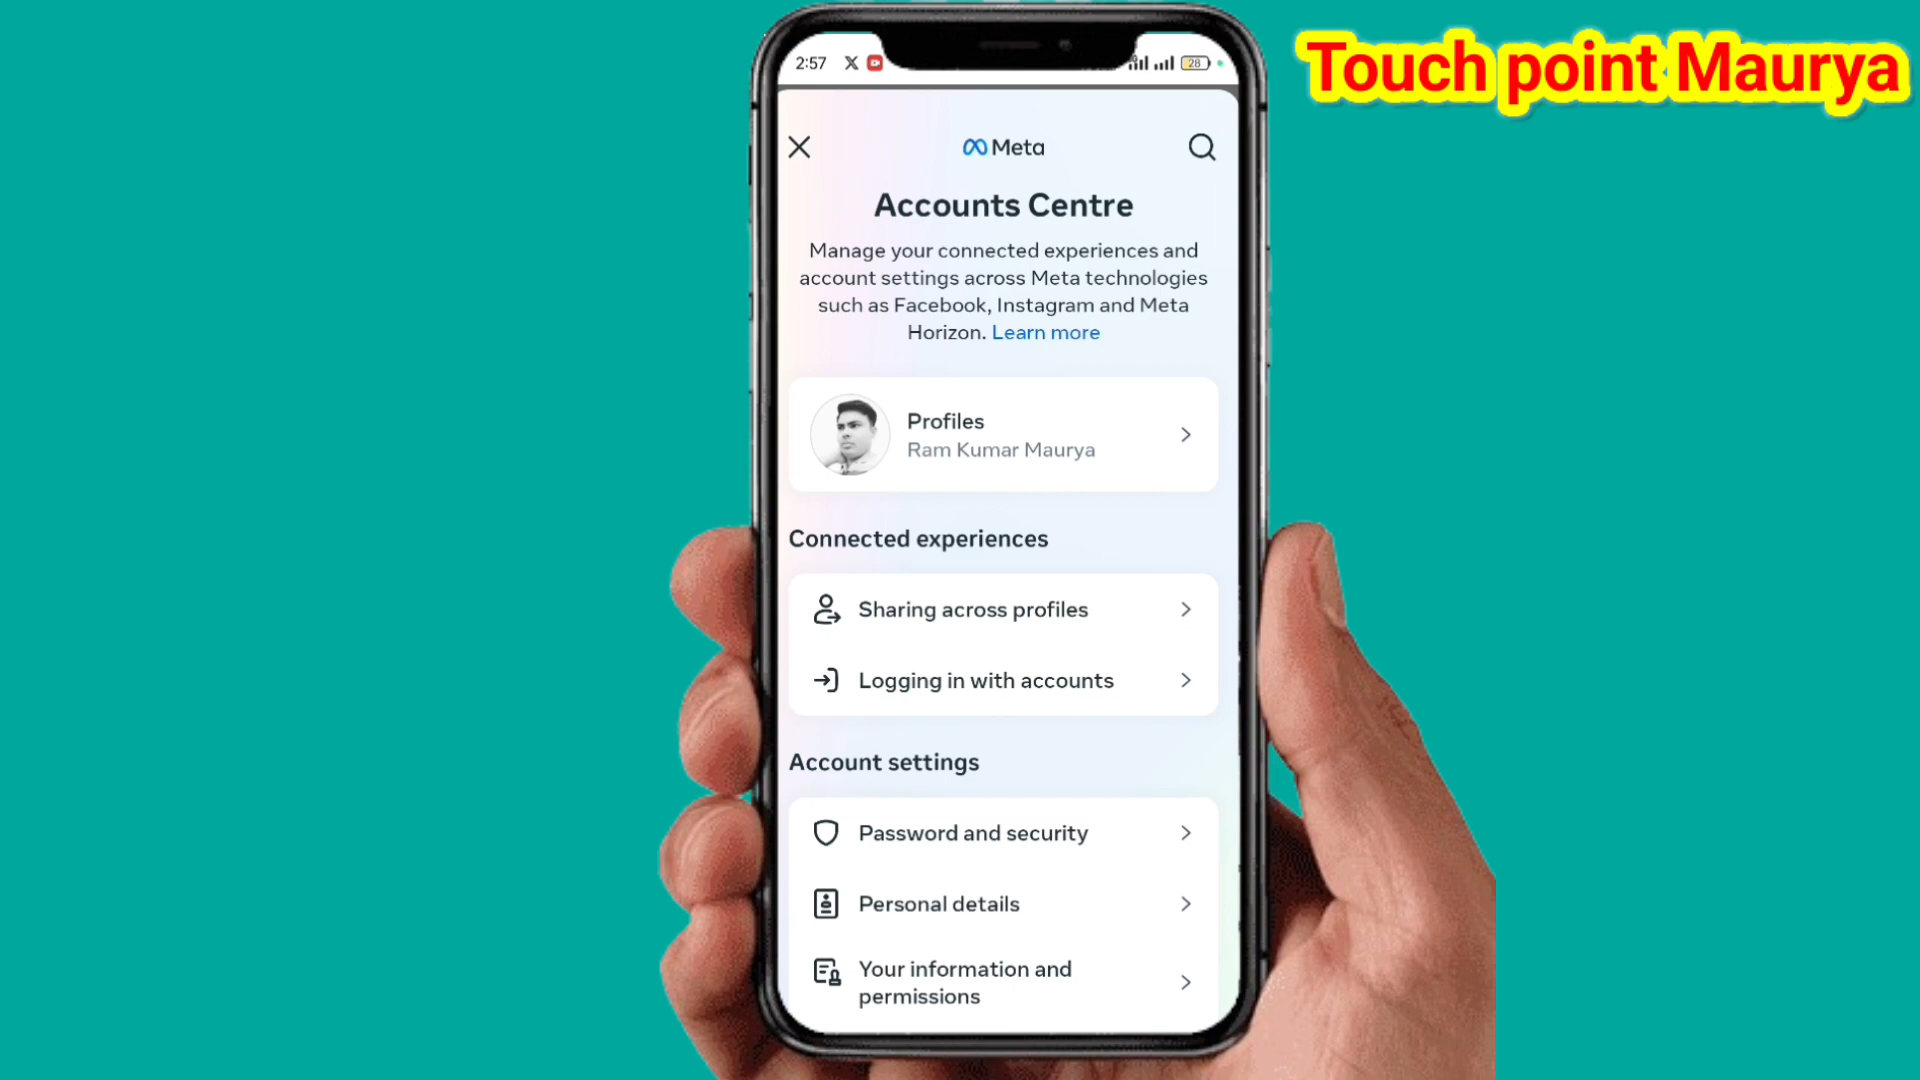 Touch point Maurya
2:57
28
Meta
Accounts Centre
Manage your connected experiences and
account settings across Meta technologies
such as Facebook, Instagram and Meta
Horizon. Learn more
Profiles
Ram Kumar Maurya
Connected experiences
Sharing across profiles
Logging in with accounts
Account settings
Password and security
Personal details
Your information and
permissions